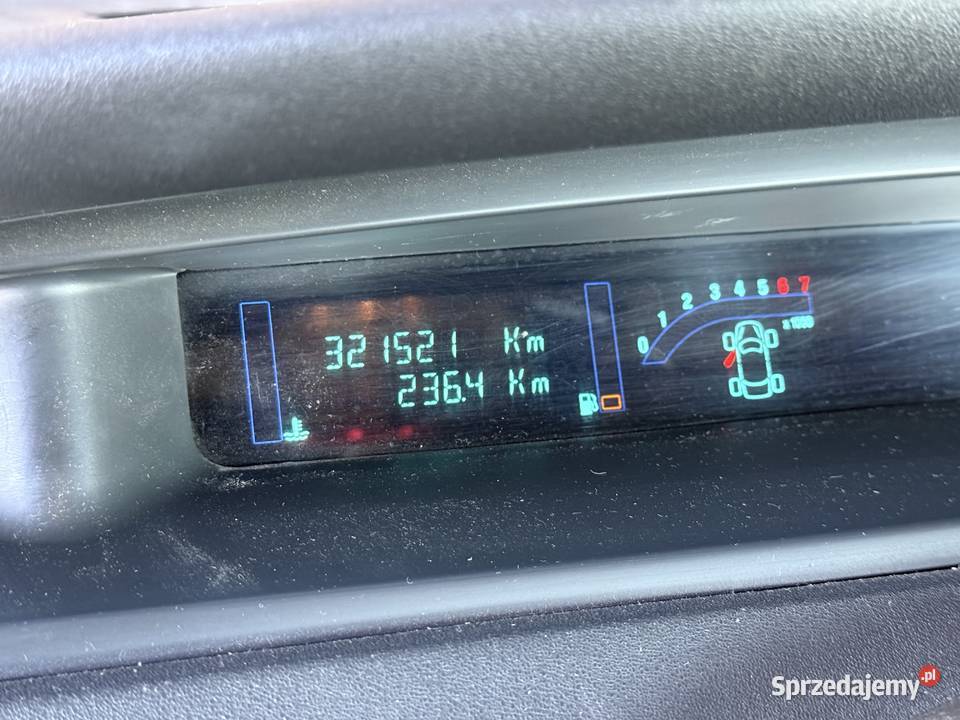 321521 Km
236.4 Km
0 1 2 3 4 5 6 7
x1000
Sprzedajemy.pl